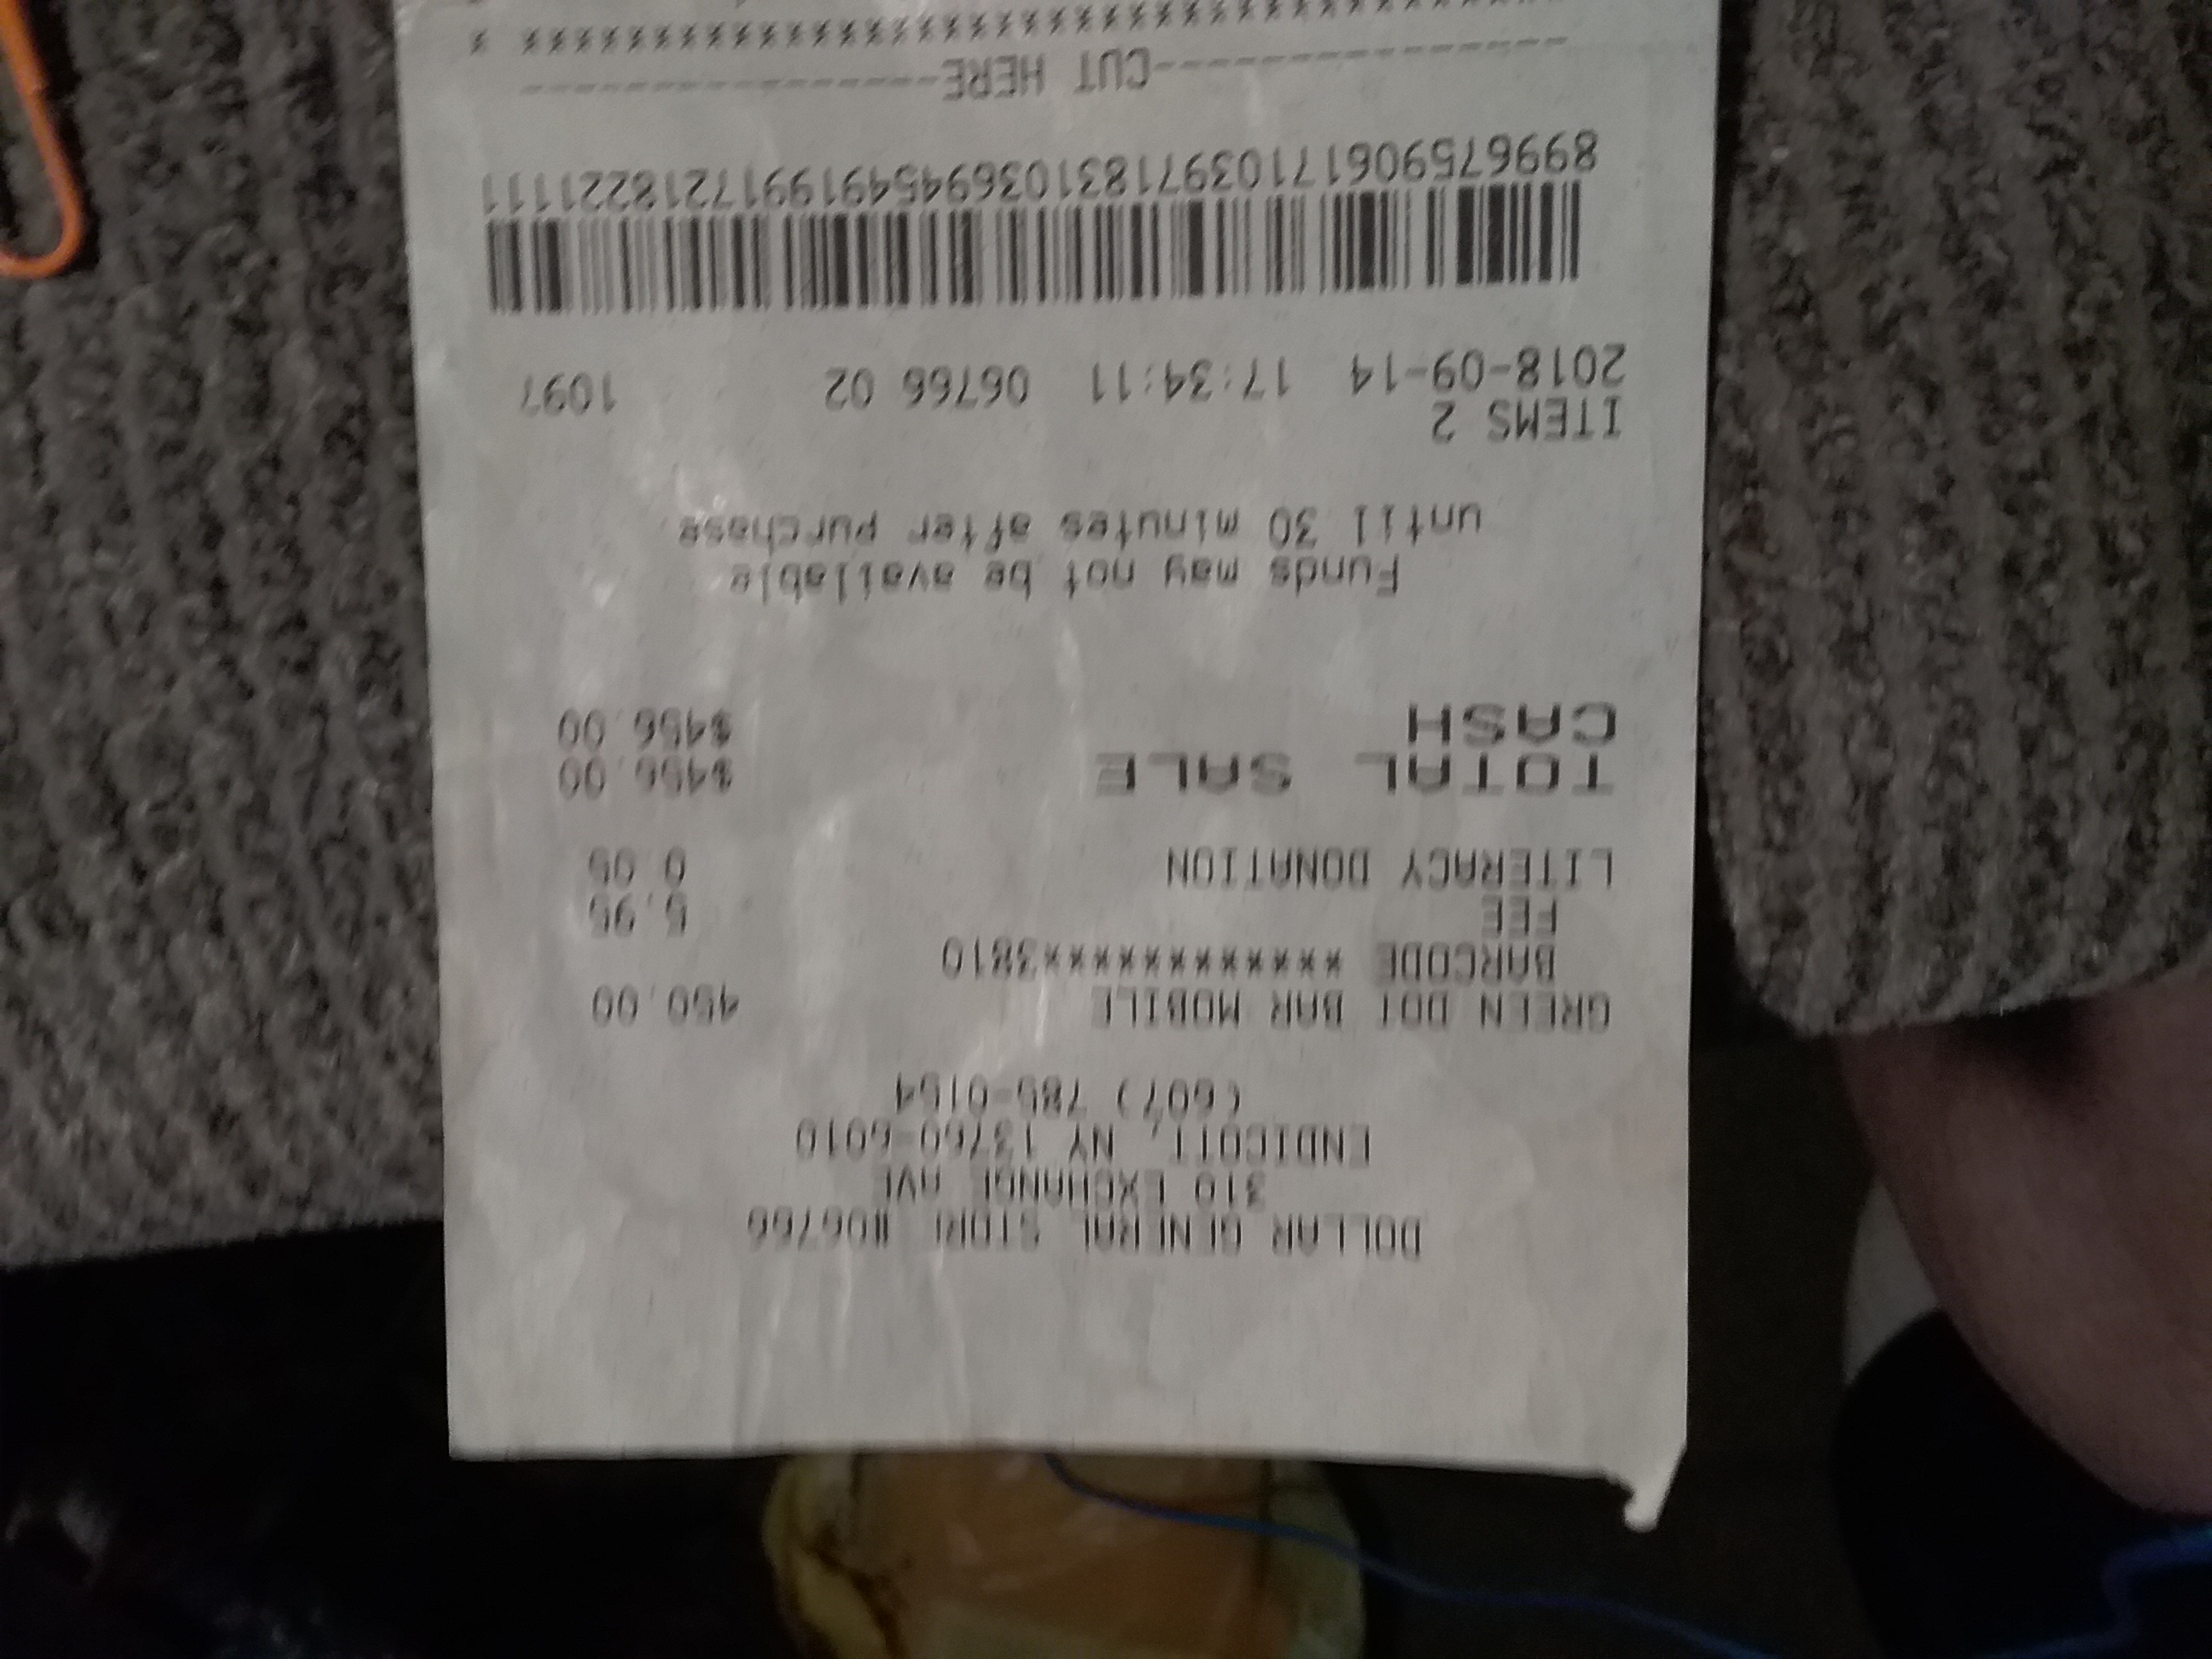 DOLLAR GENERAL STORE #06766
310 EXCHANGE AVE
ENDICOTT, NY 13760-6010
(607) 785-0154
GREEN DOT BAR MOBILE 450.00
BARCODE ************3810
FEE 5.95
LITERACY DONATION 0.05
TOTAL SALE $456.00
CASH $456.00
Funds may not be available
until 30 minutes after purchase.
ITEMS 2
2018-09-14 17:34:11 06766 02 1097
899675906171039718310369454919917218221111
-----------------CUT HERE-----------------